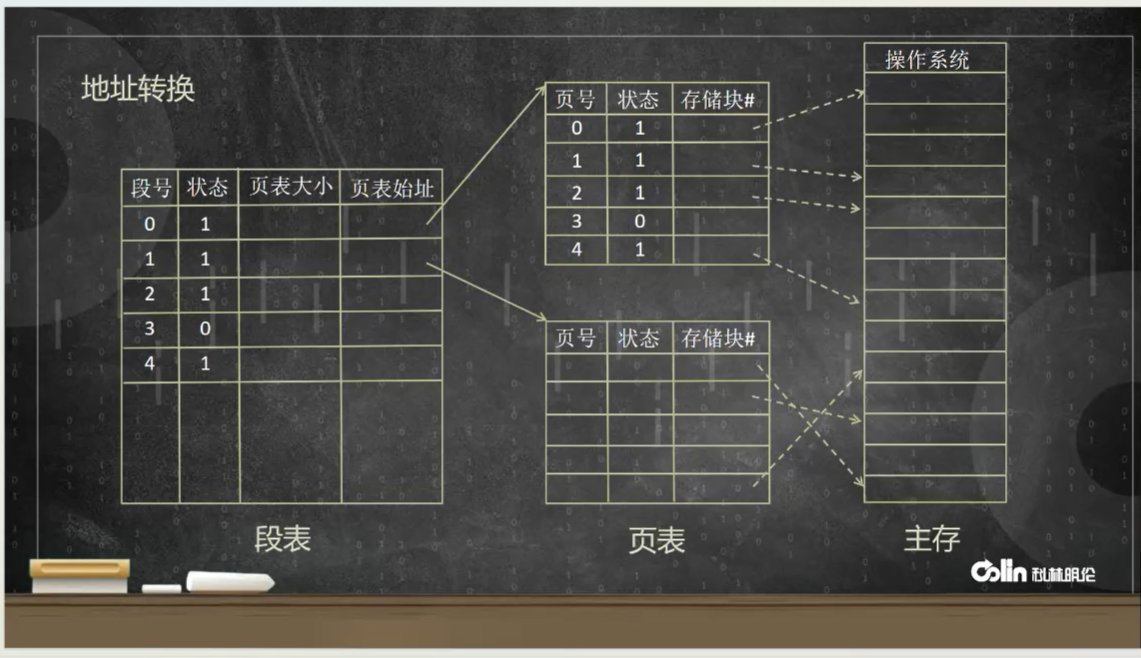 地址转换
段号 状态 页表大小 页表始址
0 1
1 1
2 1
3 0
4 1
段表
页号 状态 存储块#
0 1
1 1
2 1
3 0
4 1
页号 状态 存储块#
页表
操作系统
主存
Colin 科林明伦